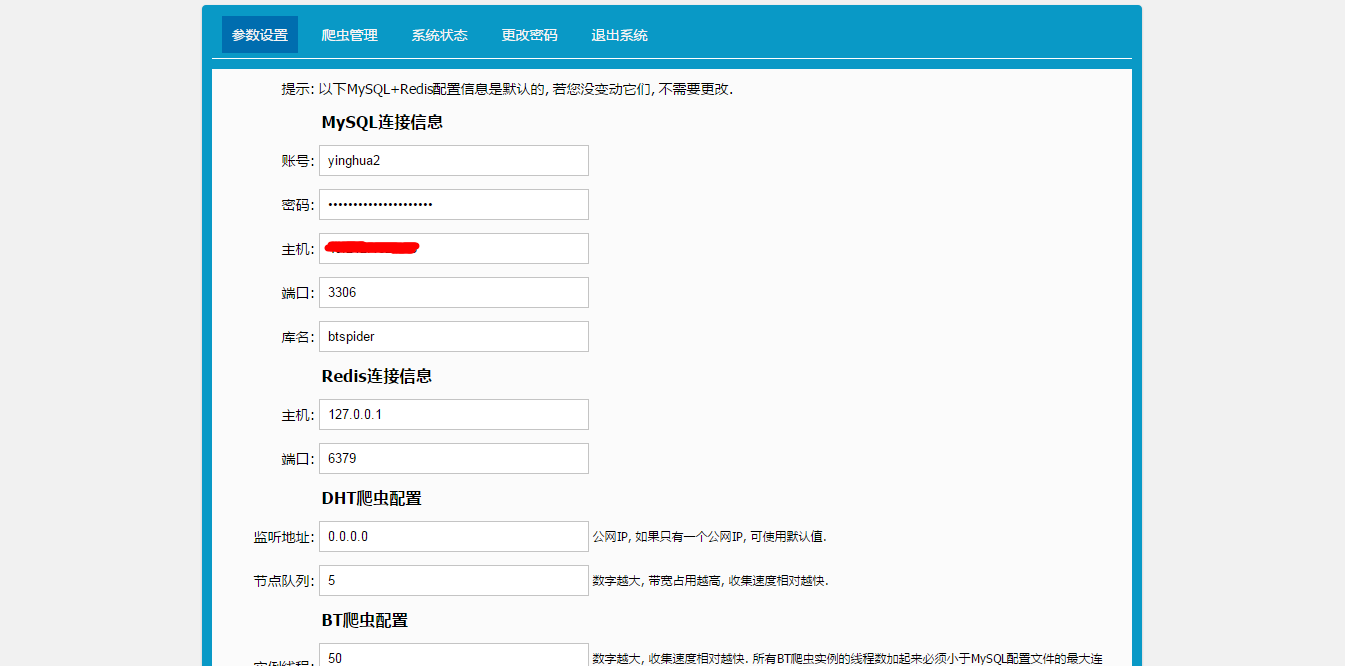 参数设置 爬虫管理 系统状态 更改密码 退出系统
提示: 以下MySQL+Redis配置信息是默认的, 若您没变动它们, 不需要更改.
MySQL连接信息
账号: yinghua2
密码: •••••••••••••••••••••
主机:
端口: 3306
库名: btspider
Redis连接信息
主机: 127.0.0.1
端口: 6379
DHT爬虫配置
监听地址: 0.0.0.0 公网IP, 如果只有一个公网IP, 可使用默认值.
节点队列: 5 数字越大, 带宽占用越高, 收集速度相对越快.
BT爬虫配置
实例线程: 50 数字越大, 收集速度相对越快. 所有BT爬虫实例的线程数加起来必须小于MySQL配置文件的最大连